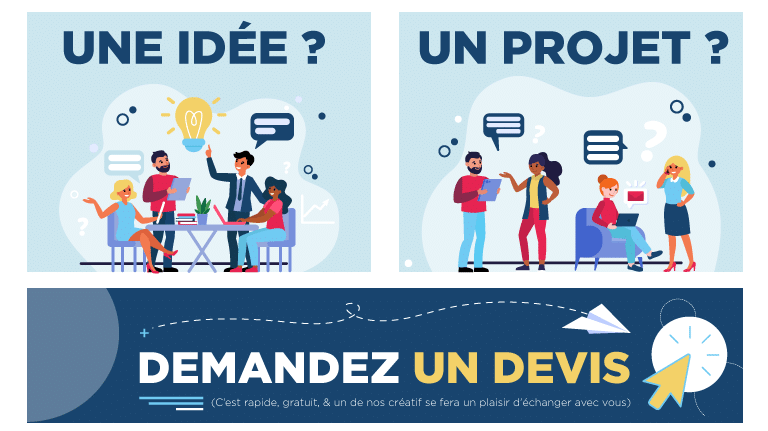 UNE IDÉE ?
UN PROJET ?
?
?
?
?
DEMANDEZ UN DEVIS
(C'est rapide, gratuit, & un de nos créatif se fera un plaisir d'échanger avec vous)